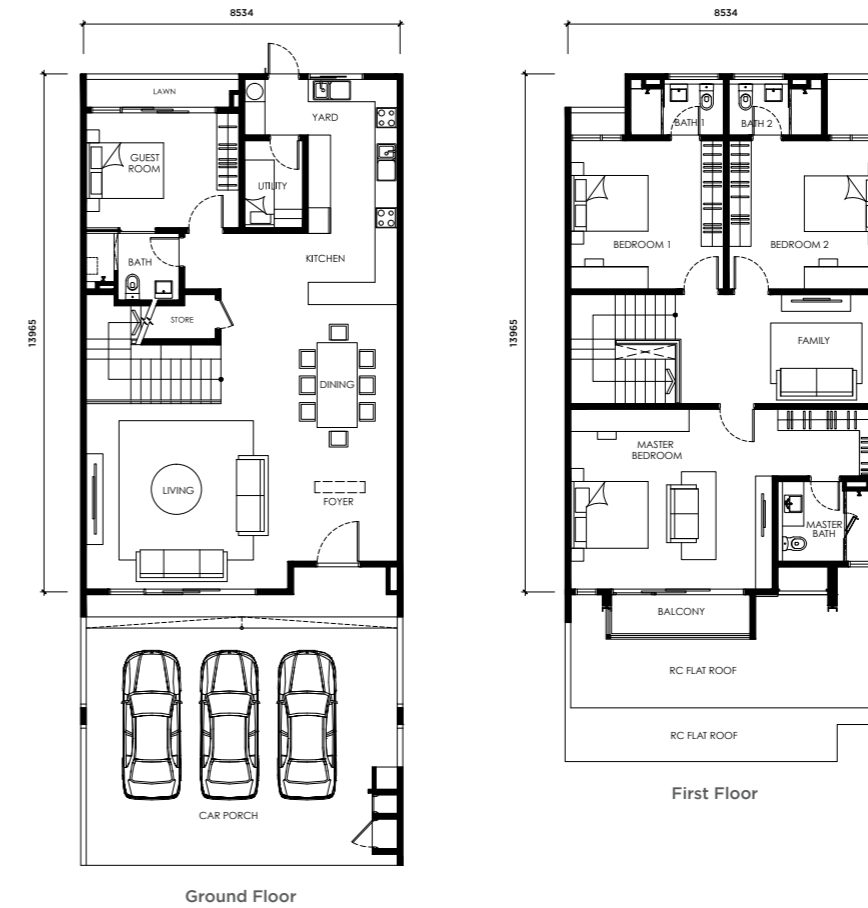 8534
13965
LAWN
YARD
GUEST
ROOM
UTILITY
BATH
KITCHEN
STORE
DINING
LIVING
FOYER
CAR PORCH
Ground Floor
8534
13965
BATH 1
BATH 2
BEDROOM 1
BEDROOM 2
FAMILY
MASTER
BEDROOM
MASTER
BATH
BALCONY
RC FLAT ROOF
RC FLAT ROOF
First Floor